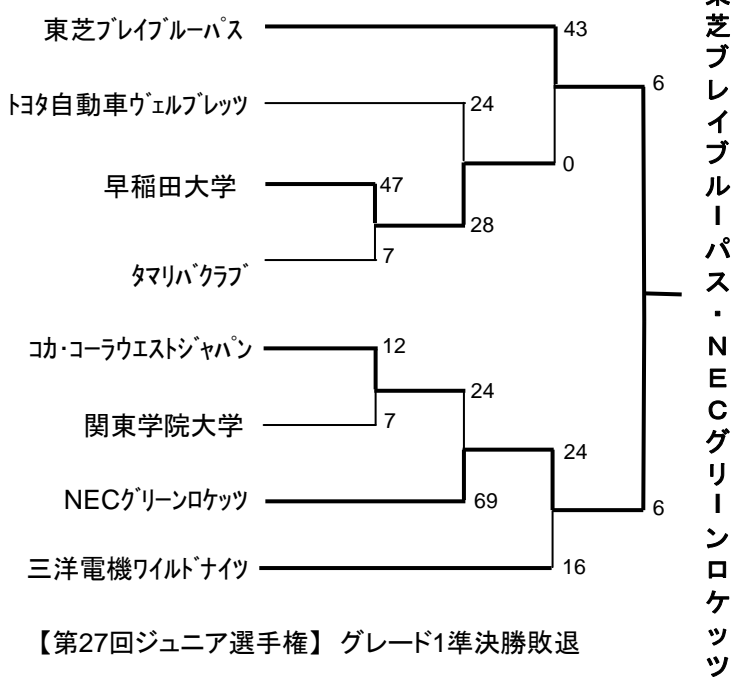 東芝ブレイブルーパス
43
6
トヨタ自動車ヴェルブレッツ
24
0
早稲田大学
47
28
タマリバクラブ
7
コカ・コーラウエストジャパン
12
24
関東学院大学
7
24
NECグリーンロケッツ
69
6
三洋電機ワイルドナイツ
16
東芝ブレイブルーパス・NECグリーンロケッツ
【第27回ジュニア選手権】 グレード1準決勝敗退